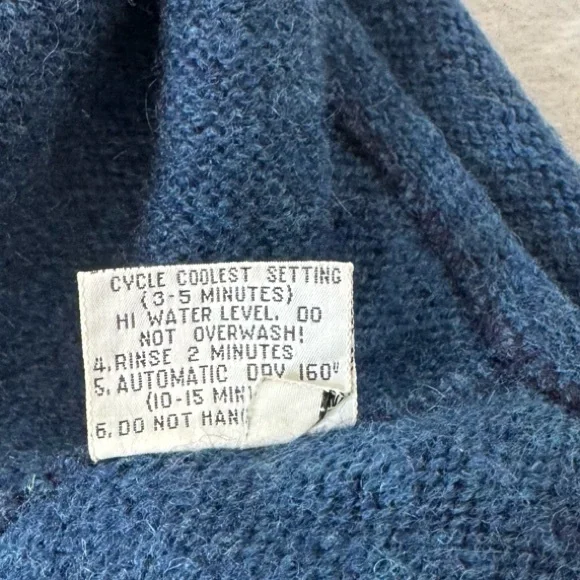 CYCLE COOLEST SETTING
(3-5 MINUTES)
HI WATER LEVEL. DO
NOT OVERWASH!
4. RINSE 2 MINUTES
5. AUTOMATIC DRY 160°
(10-15 MIN
6. DO NOT HAN